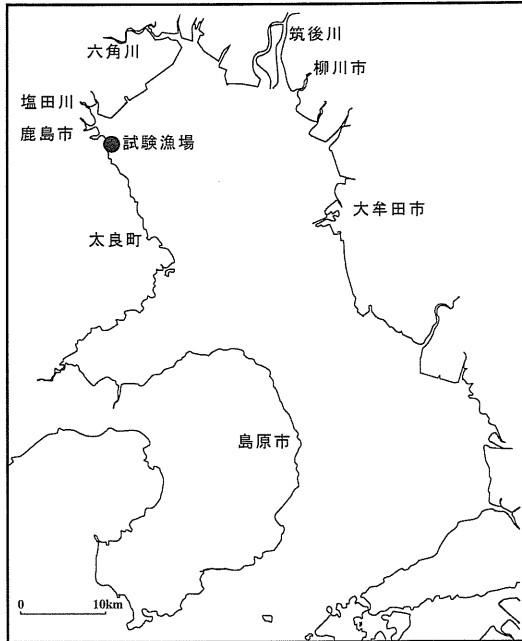 筑後川
六角川
柳川市
塩田川
鹿島市
試験漁場
大牟田市
太良町
島原市
0 10km